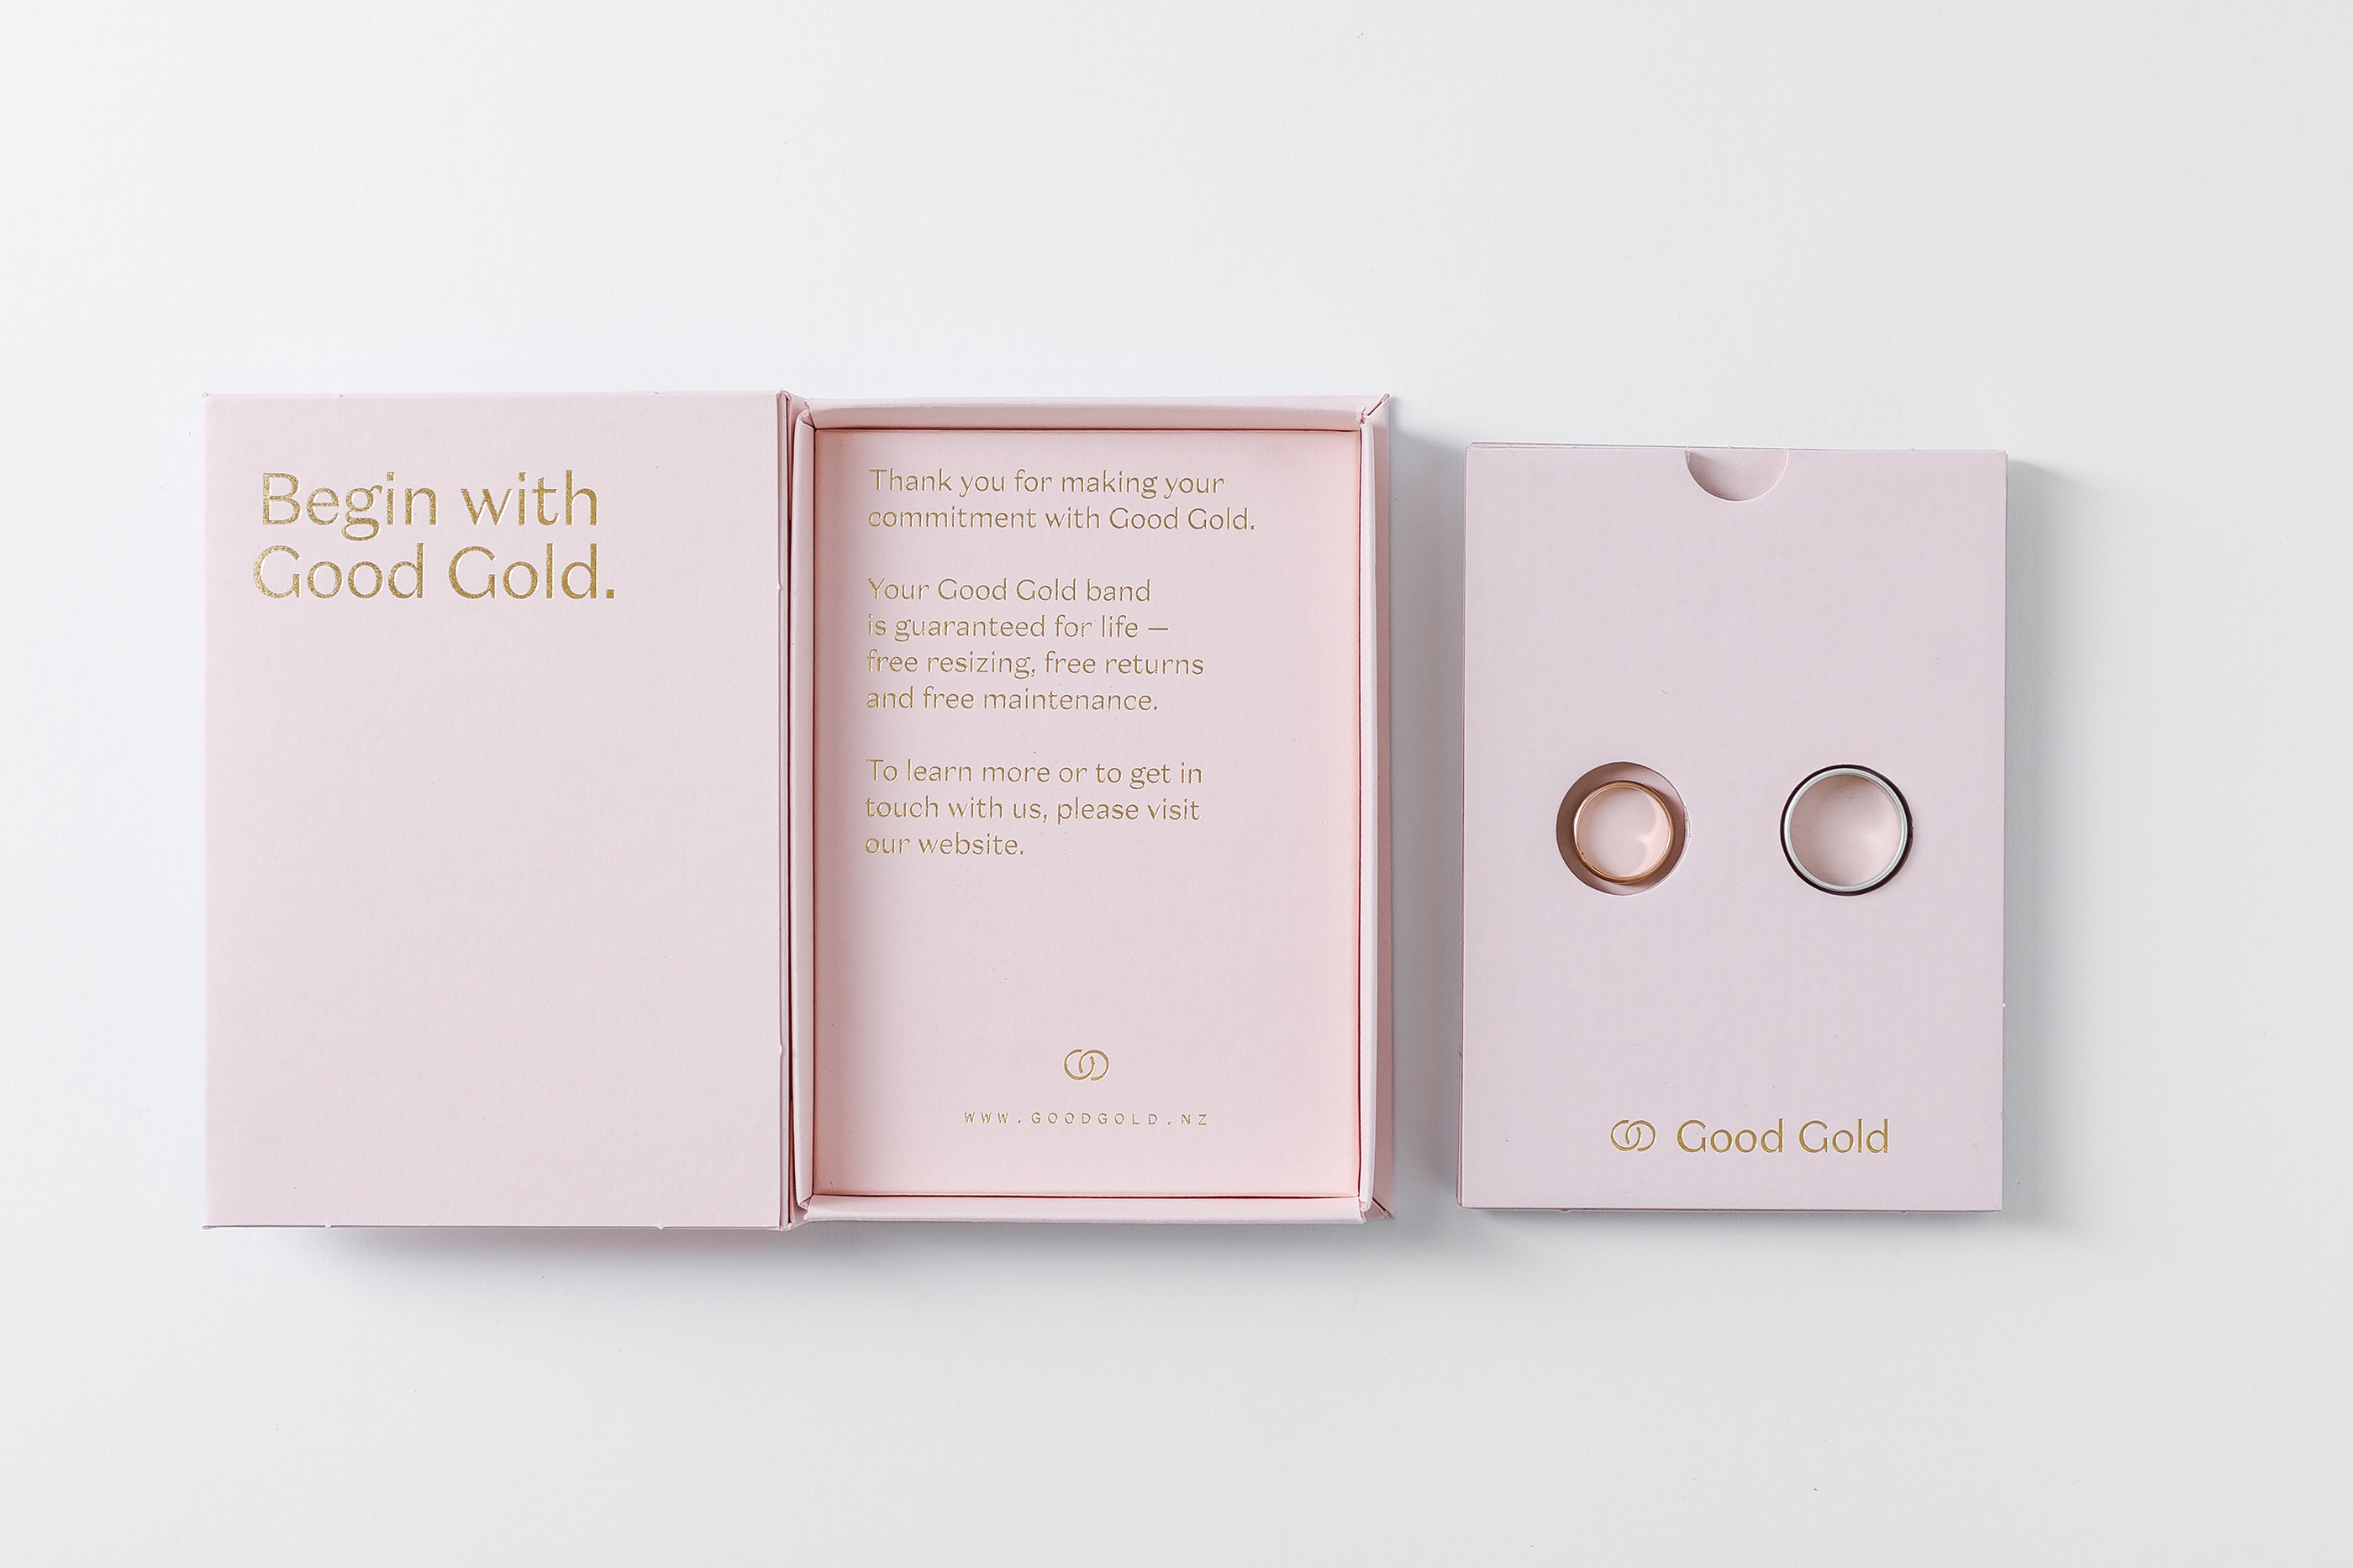 Begin with
Good Gold.
Thank you for making your
commitment with Good Gold.
Your Good Gold band
is guaranteed for life —
free resizing, free returns
and free maintenance.
To learn more or to get in
touch with us, please visit
our website.
WWW.GOODGOLD.NZ
Good Gold